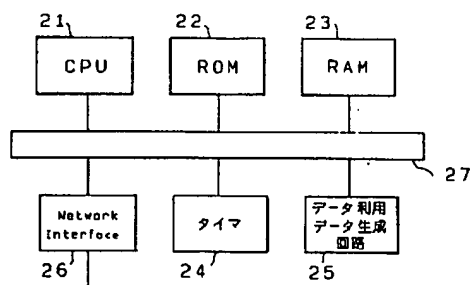 21
22
23
CPU
ROM
RAM
27
Network
Interface
タイマ
データ利用
データ生成
回路
26
24
25